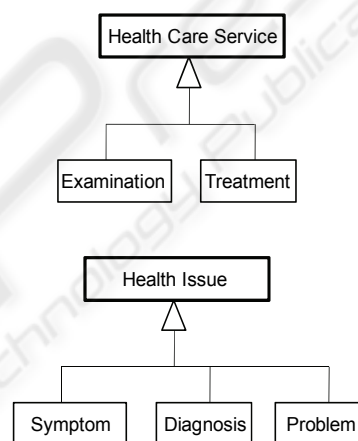 Health Care Service
Examination
Treatment
Health Issue
Symptom
Diagnosis
Problem